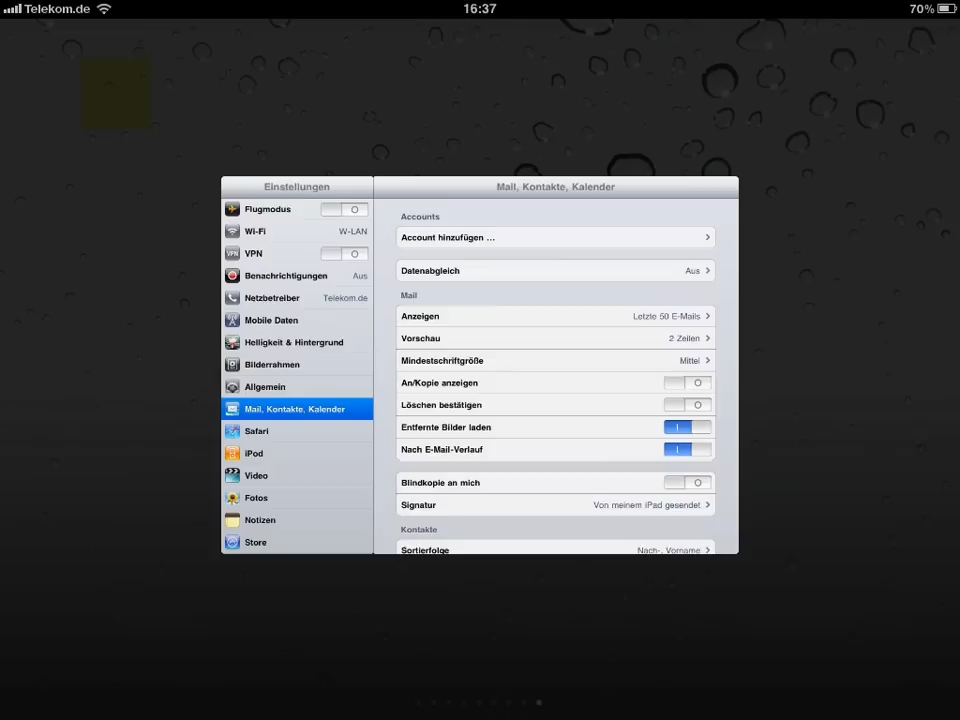 Telekom.de 16:37 70%
Einstellungen
Flugmodus
Wi-Fi W-LAN
VPN VPN
Benachrichtigungen Aus
Netzbetreiber Telekom.de
Mobile Daten
Helligkeit & Hintergrund
Bilderrahmen
Allgemein
Mail, Kontakte, Kalender
Safari
iPod
Video
Fotos
Notizen
Store
Mail, Kontakte, Kalender
Accounts
Account hinzufügen ...
Datenabgleich Aus
Mail
Anzeigen Letzte 50 E-Mails
Vorschau 2 Zeilen
Mindestschriftgröße Mittel
An/Kopie anzeigen
Löschen bestätigen
Entfernte Bilder laden
Nach E-Mail-Verlauf
Blindkopie an mich
Signatur Von meinem iPad gesendet
Kontakte
Sortierfolge Nach-, Vorname